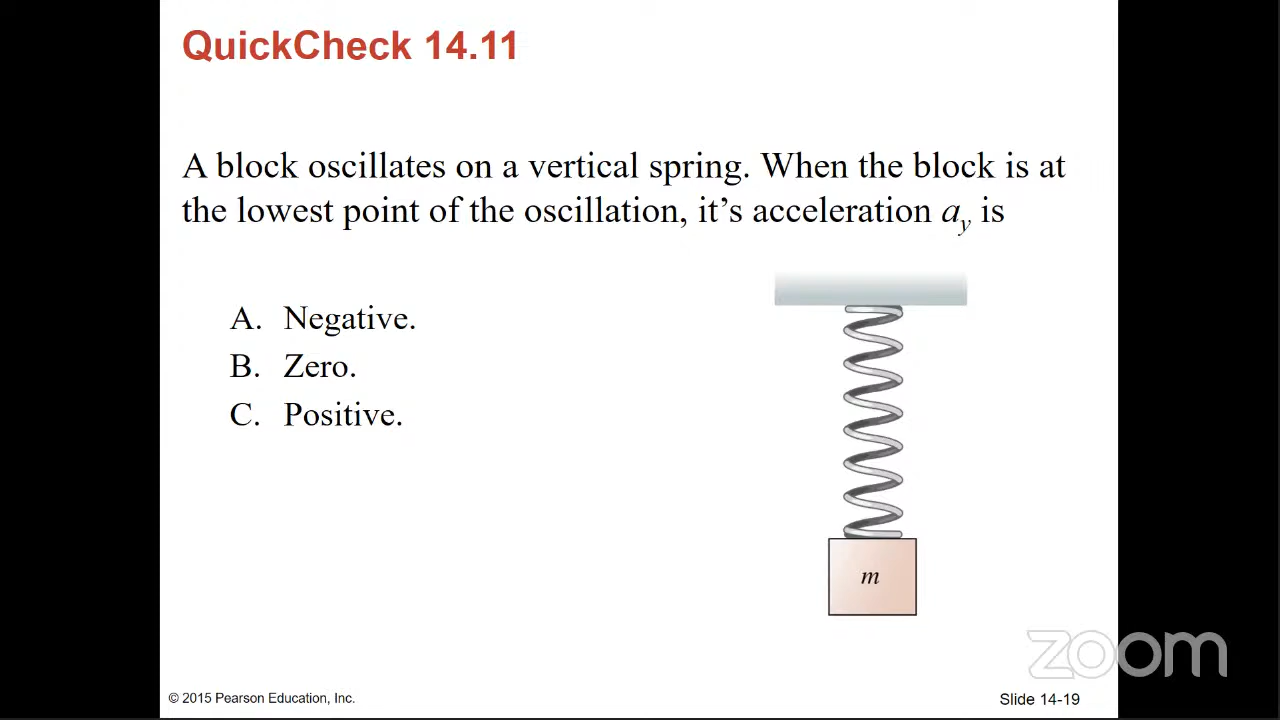 QuickCheck 14.11
A block oscillates on a vertical spring. When the block is at
the lowest point of the oscillation, it’s acceleration ay is
A. Negative.
B. Zero.
C. Positive.
m
zoom
© 2015 Pearson Education, Inc.
Slide 14-19